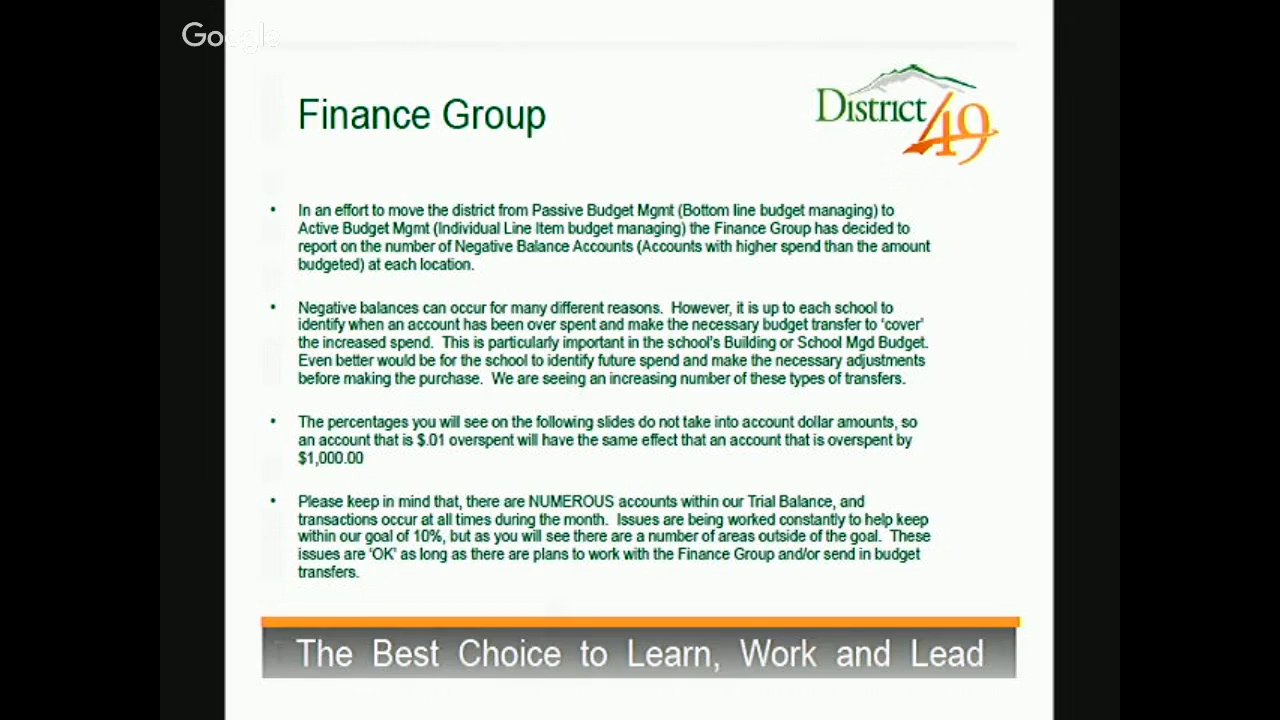 Google
Finance Group
District
49
• In an effort to move the district from Passive Budget Mgmt (Bottom line budget managing) to
Active Budget Mgmt (Individual Line Item budget managing) the Finance Group has decided to
report on the number of Negative Balance Accounts (Accounts with higher spend than the amount
budgeted) at each location.
• Negative balances can occur for many different reasons. However, it is up to each school to
identify when an account has been over spent and make the necessary budget transfer to ‘cover’
the increased spend. This is particularly important in the school’s Building or School Mgd Budget.
Even better would be for the school to identify future spend and make the necessary adjustments
before making the purchase. We are seeing an increasing number of these types of transfers.
• The percentages you will see on the following slides do not take into account dollar amounts, so
an account that is $.01 overspent will have the same effect that an account that is overspent by
$1,000.00
• Please keep in mind that, there are NUMEROUS accounts within our Trial Balance, and
transactions occur at all times during the month. Issues are being worked constantly to help keep
within our goal of 10%, but as you will see there are a number of areas outside of the goal. These
issues are ‘OK’ as long as there are plans to work with the Finance Group and/or send in budget
transfers.
The Best Choice to Learn, Work and Lead